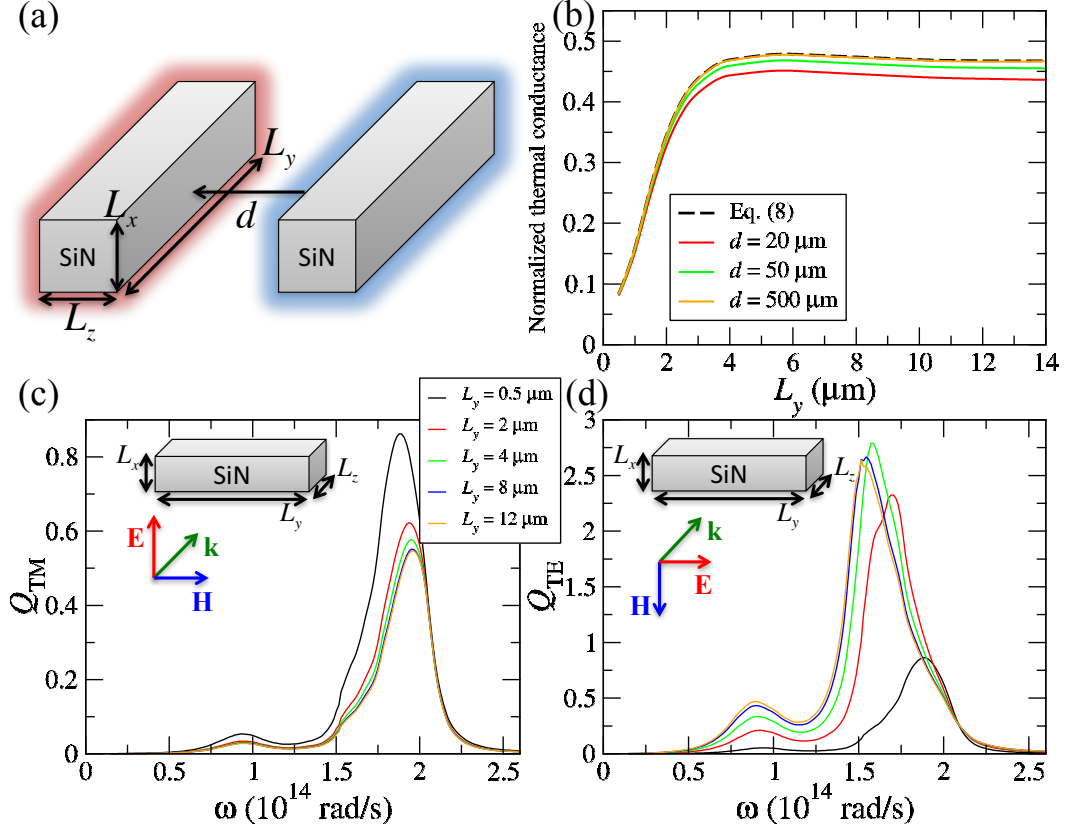 (a)
L_y
L_x
d
SiN
SiN
L_z
(b)
Normalized thermal conductance
0.5
0.4
0.3
0.2
0.1
0
Eq. (8)
d = 20 μm
d = 50 μm
d = 500 μm
0 2 4 6 8 10 12 14
L_y (μm)
(c)
Q_TM
0.8
0.6
0.4
0.2
0
L_x
SiN
L_z
L_y
E
k
H
L_y = 0.5 μm
L_y = 2 μm
L_y = 4 μm
L_y = 8 μm
L_y = 12 μm
0 0.5 1 1.5 2 2.5
ω (10^14 rad/s)
(d)
Q_TE
3
2.5
2
1.5
1
0.5
0
L_x
SiN
L_z
L_y
k
E
H
0.5 1 1.5 2 2.5
ω (10^14 rad/s)